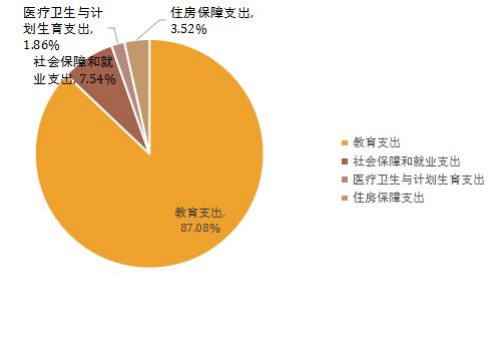 医疗卫生与计
划生育支出,
1.86%
住房保障支出,
3.52%
社会保障和就
业支出, 7.54%
教育支出,
87.08%
教育支出
社会保障和就业支出
医疗卫生与计划生育支出
住房保障支出